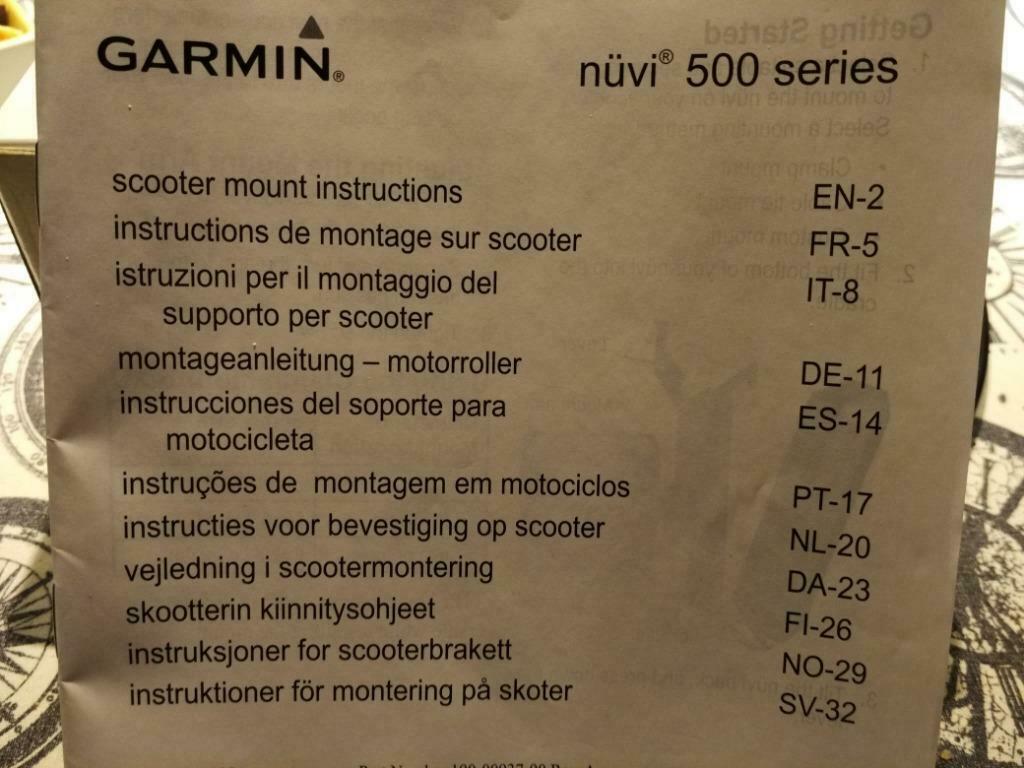 GARMIN®
nüvi® 500 series
scooter mount instructions EN-2
instructions de montage sur scooter FR-5
istruzioni per il montaggio del IT-8
supporto per scooter
montageanleitung – motorroller DE-11
instrucciones del soporte para ES-14
motocicleta
instruções de montagem em motociclos PT-17
instructies voor bevestiging op scooter NL-20
vejledning i scootermontering DA-23
skootterin kiinnitysohjeet FI-26
instruksjoner for scooterbrakett NO-29
instruktioner för montering på skoter SV-32